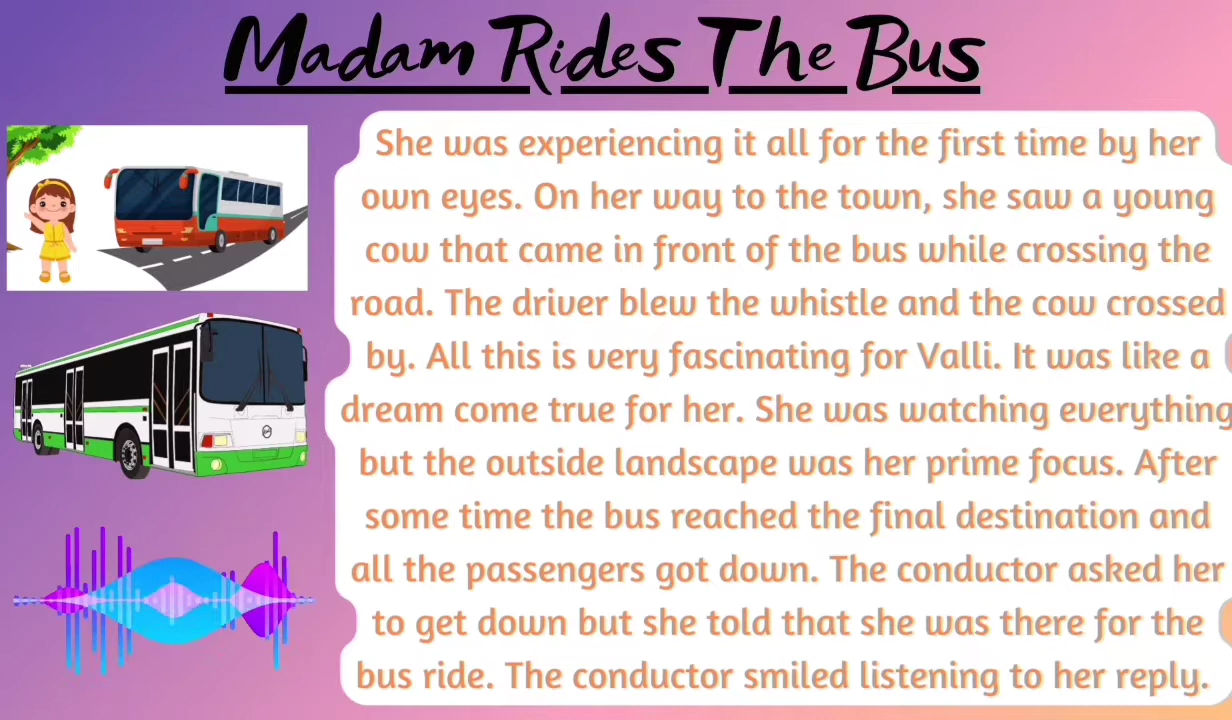 Madam Rides The Bus
She was experiencing it all for the first time by her
own eyes. On her way to the town, she saw a young
cow that came in front of the bus while crossing the
road. The driver blew the whistle and the cow crossed
by. All this is very fascinating for Valli. It was like a
dream come true for her. She was watching everything
but the outside landscape was her prime focus. After
some time the bus reached the final destination and
all the passengers got down. The conductor asked her
to get down but she told that she was there for the
bus ride. The conductor smiled listening to her reply.